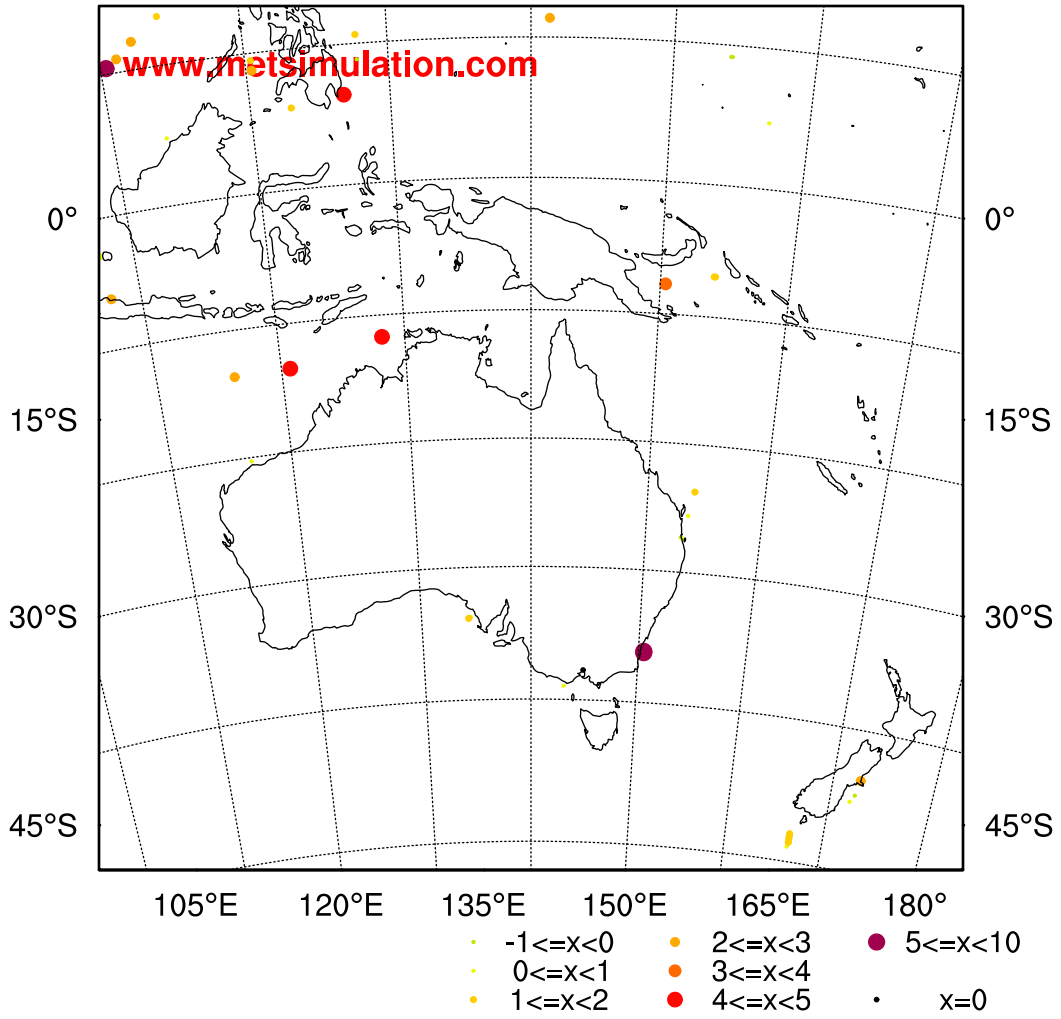 www.metsimulation.com
0° 0°
15°S 15°S
30°S 30°S
45°S 45°S
105°E 120°E 135°E 150°E 165°E 180°
-1<=x<0 2<=x<3 5<=x<10
0<=x<1 3<=x<4
1<=x<2 4<=x<5 x=0